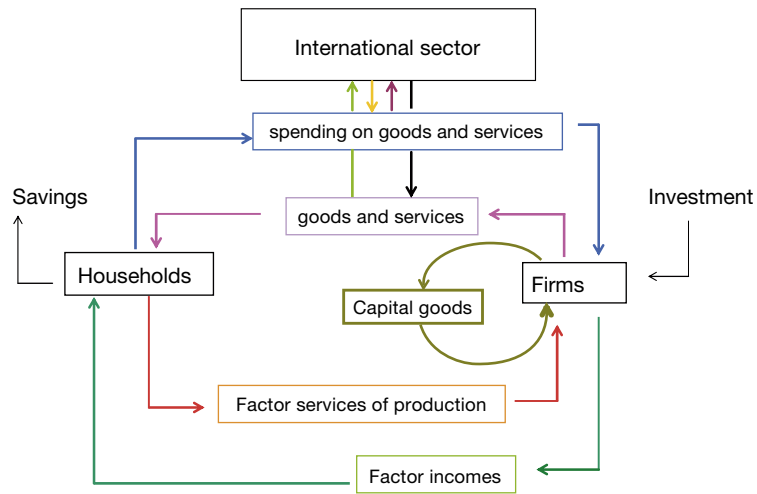 International sector
spending on goods and services
Savings
Investment
goods and services
Households
Firms
Capital goods
Factor services of production
Factor incomes